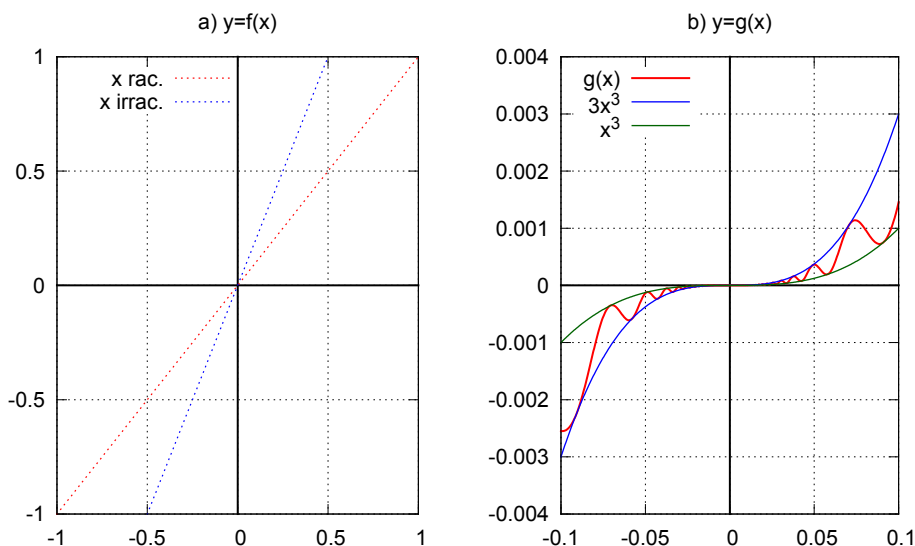 a) y=f(x)
1
0.5
0
-0.5
-1
-1 -0.5 0 0.5 1
x rac.
x irrac.
b) y=g(x)
0.004
0.003
0.002
0.001
0
-0.001
-0.002
-0.003
-0.004
-0.1 -0.05 0 0.05 0.1
g(x)
3x³
x³